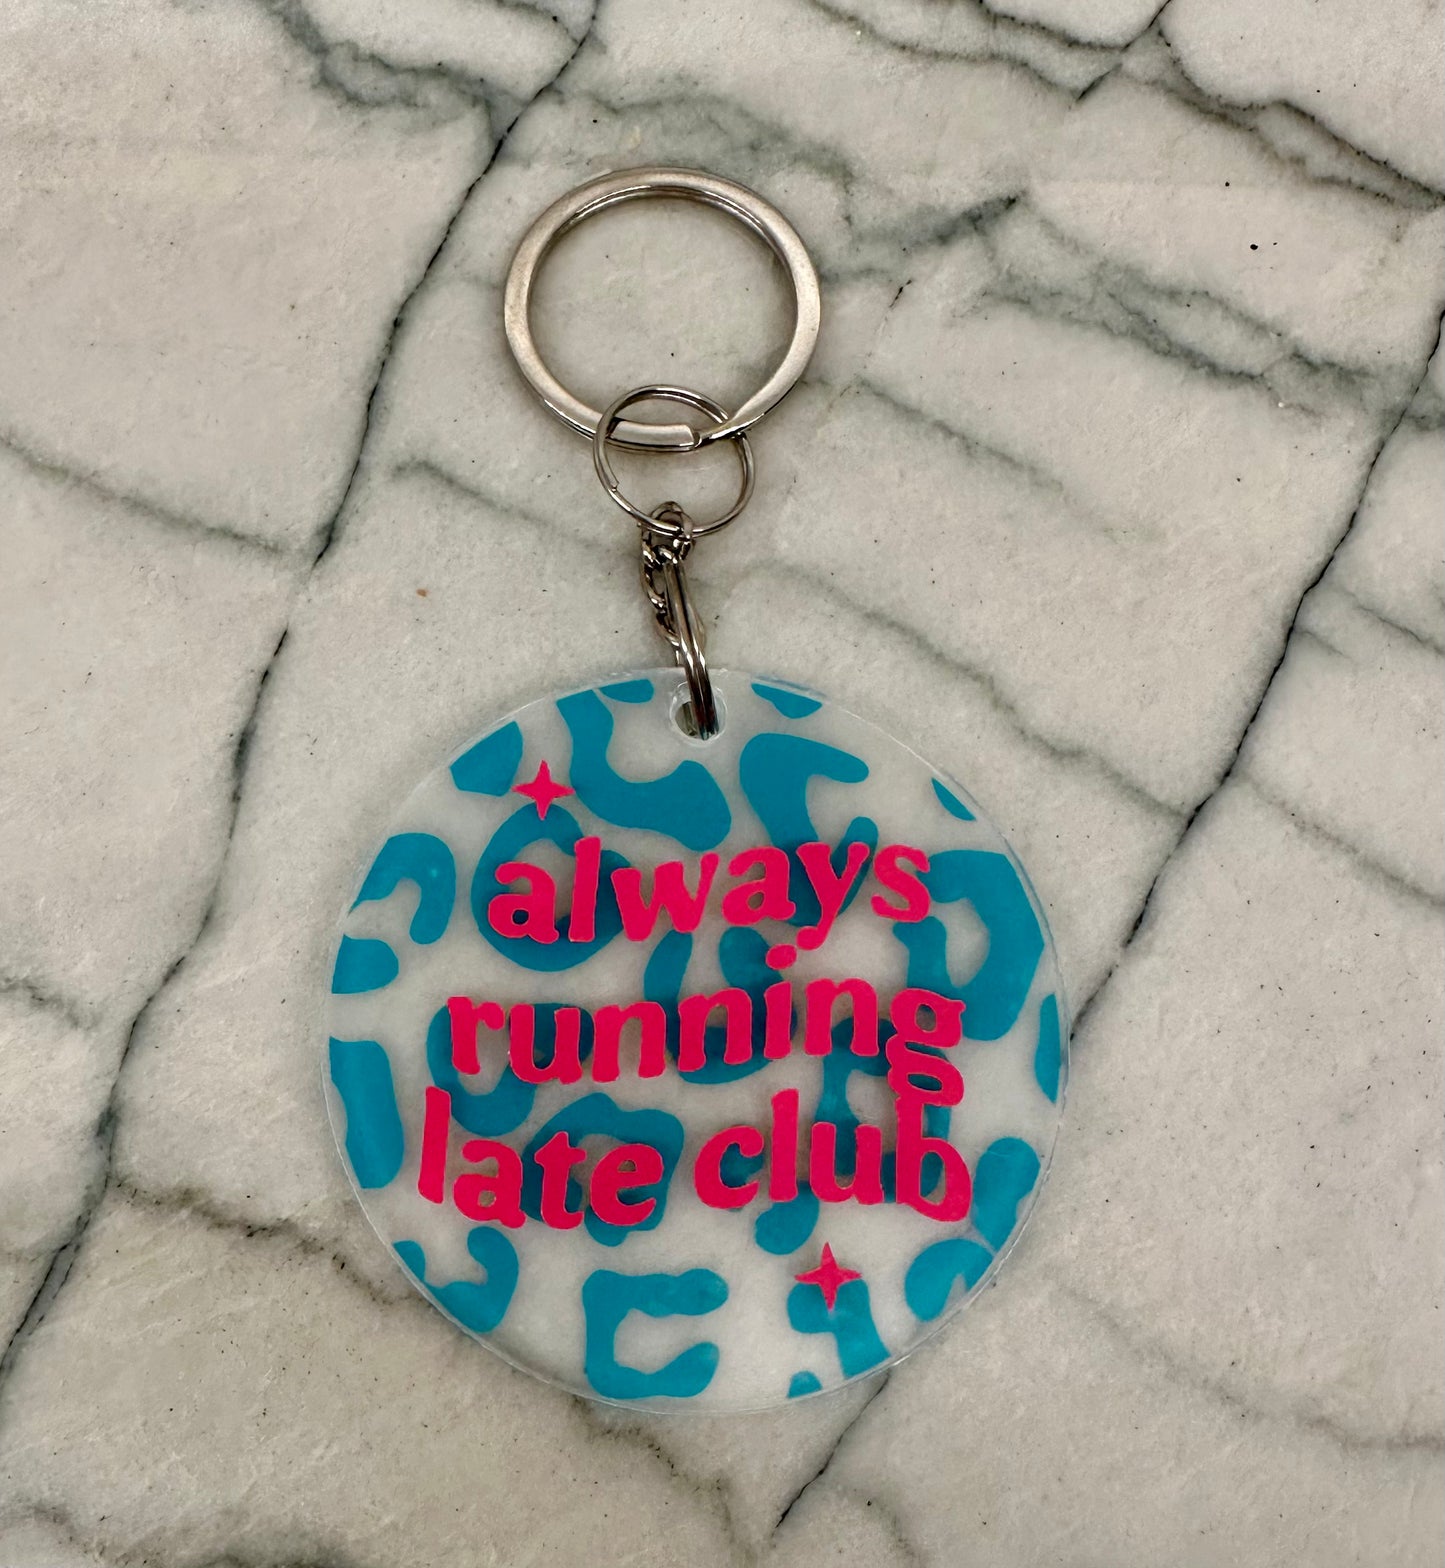 always
running
late club